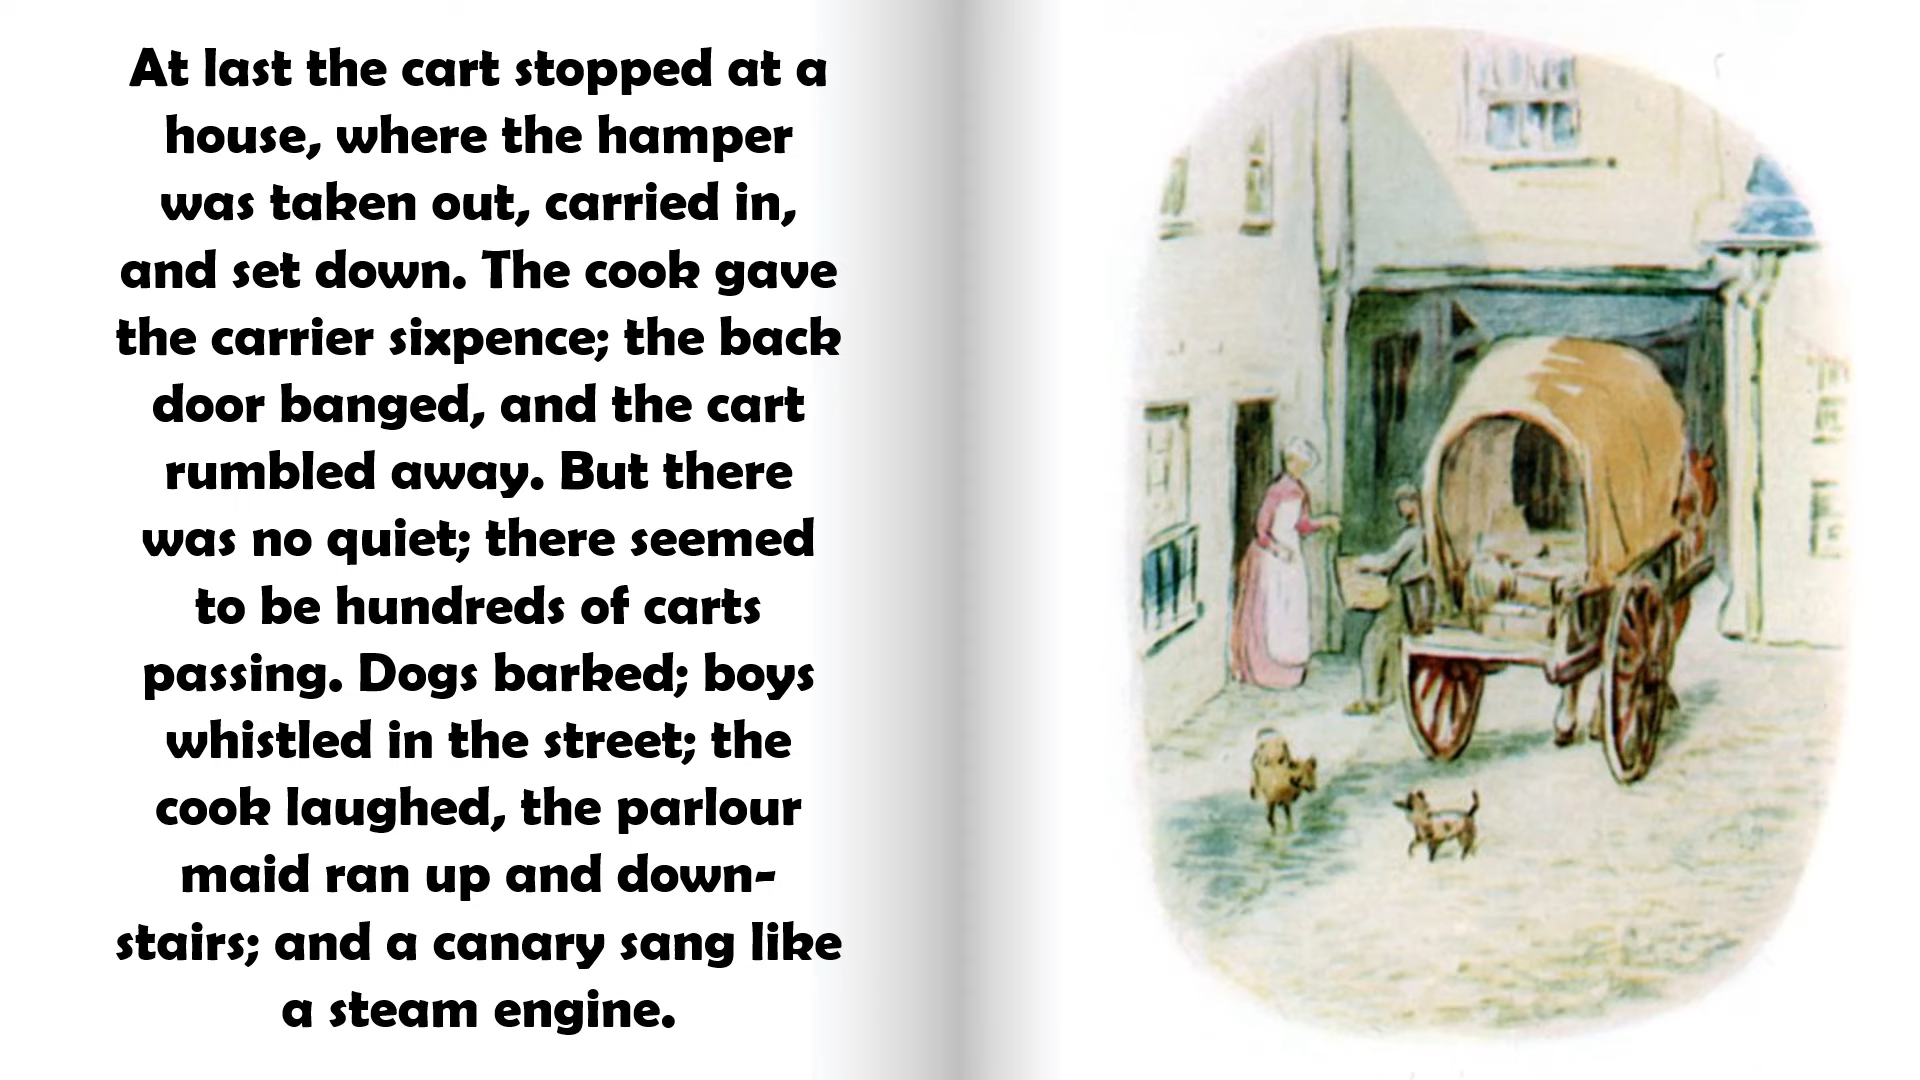 At last the cart stopped at a
house, where the hamper
was taken out, carried in,
and set down. The cook gave
the carrier sixpence; the back
door banged, and the cart
rumbled away. But there
was no quiet; there seemed
to be hundreds of carts
passing. Dogs barked; boys
whistled in the street; the
cook laughed, the parlour
maid ran up and down-
stairs; and a canary sang like
a steam engine.